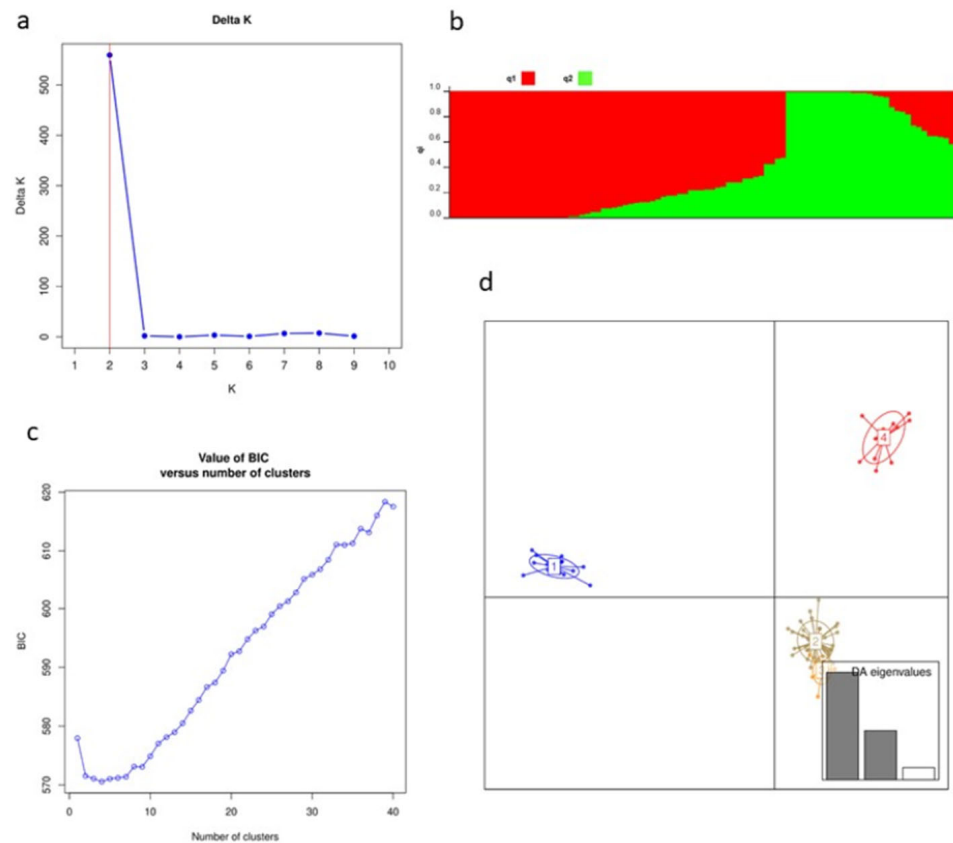 a
Delta K
500
400
300
200
100
0
Delta K
1 2 3 4 5 6 7 8 9 10
K
b
q1 q2
1.0
0.8
0.6
0.4
0.2
0.0
qi
c
Value of BIC
versus number of clusters
620
610
600
590
580
570
BIC
0 10 20 30 40
Number of clusters
d
4
1
2
DA eigenvalues